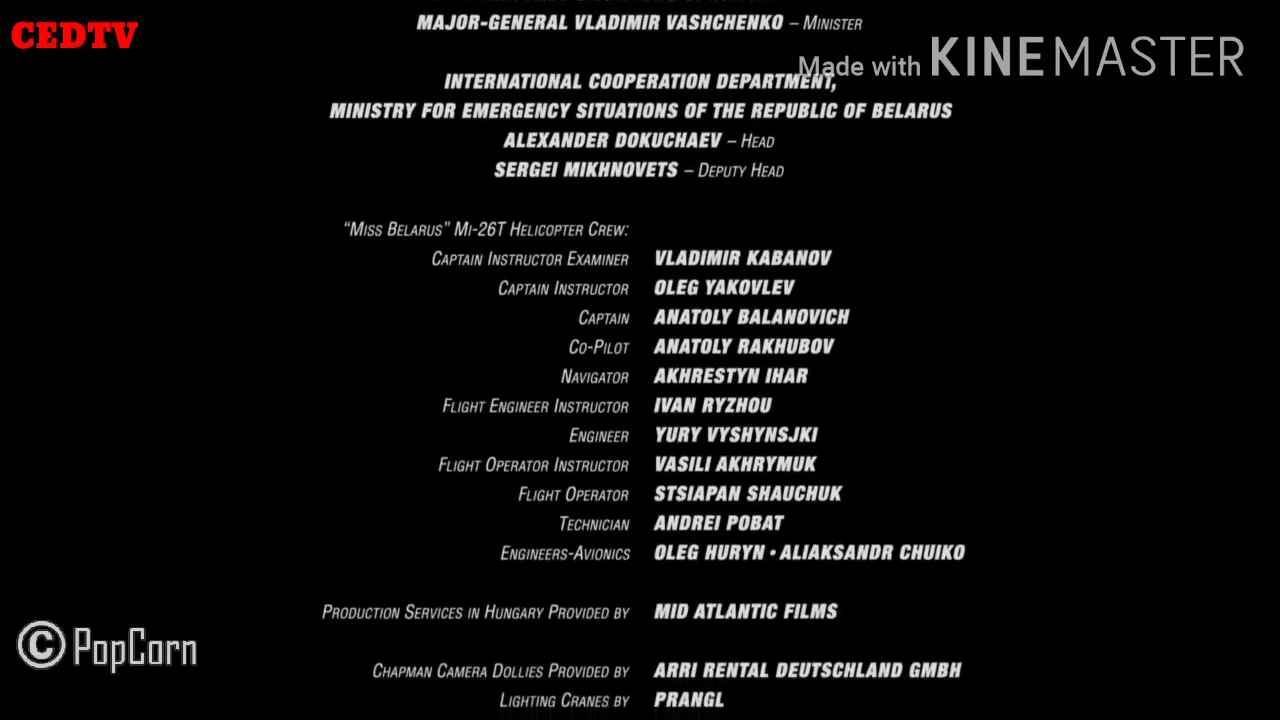 CEDTV
MAJOR-GENERAL VLADIMIR VASHCHENKO – MINISTER
Made with KINEMASTER
INTERNATIONAL COOPERATION DEPARTMENT,
MINISTRY FOR EMERGENCY SITUATIONS OF THE REPUBLIC OF BELARUS
ALEXANDER DOKUCHAEV – HEAD
SERGEI MIKHNOVETS – DEPUTY HEAD
"MISS BELARUS" MI-26T HELICOPTER CREW:
CAPTAIN INSTRUCTOR EXAMINER VLADIMIR KABANOV
CAPTAIN INSTRUCTOR OLEG YAKOVLEV
CAPTAIN ANATOLY BALANOVICH
CO-PILOT ANATOLY RAKHUBOV
NAVIGATOR AKHRESTYN IHAR
FLIGHT ENGINEER INSTRUCTOR IVAN RYZHOU
ENGINEER YURY VYSHYNSJKI
FLIGHT OPERATOR INSTRUCTOR VASILI AKHRYMUK
FLIGHT OPERATOR STSIAPAN SHAUCHUK
TECHNICIAN ANDREI POBAT
ENGINEERS-AVIONICS OLEG HURYN • ALIAKSANDR CHUIKO
PRODUCTION SERVICES IN HUNGARY PROVIDED BY MID ATLANTIC FILMS
© PopCorn
CHAPMAN CAMERA DOLLIES PROVIDED BY ARRI RENTAL DEUTSCHLAND GMBH
LIGHTING CRANES BY PRANGL